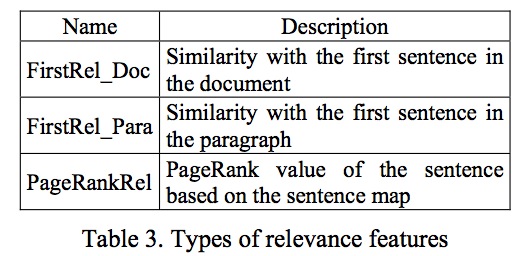 Name Description
FirstRel_Doc Similarity with the first sentence in
the document
FirstRel_Para Similarity with the first sentence in
the paragraph
PageRankRel PageRank value of the sentence
based on the sentence map
Table 3. Types of relevance features